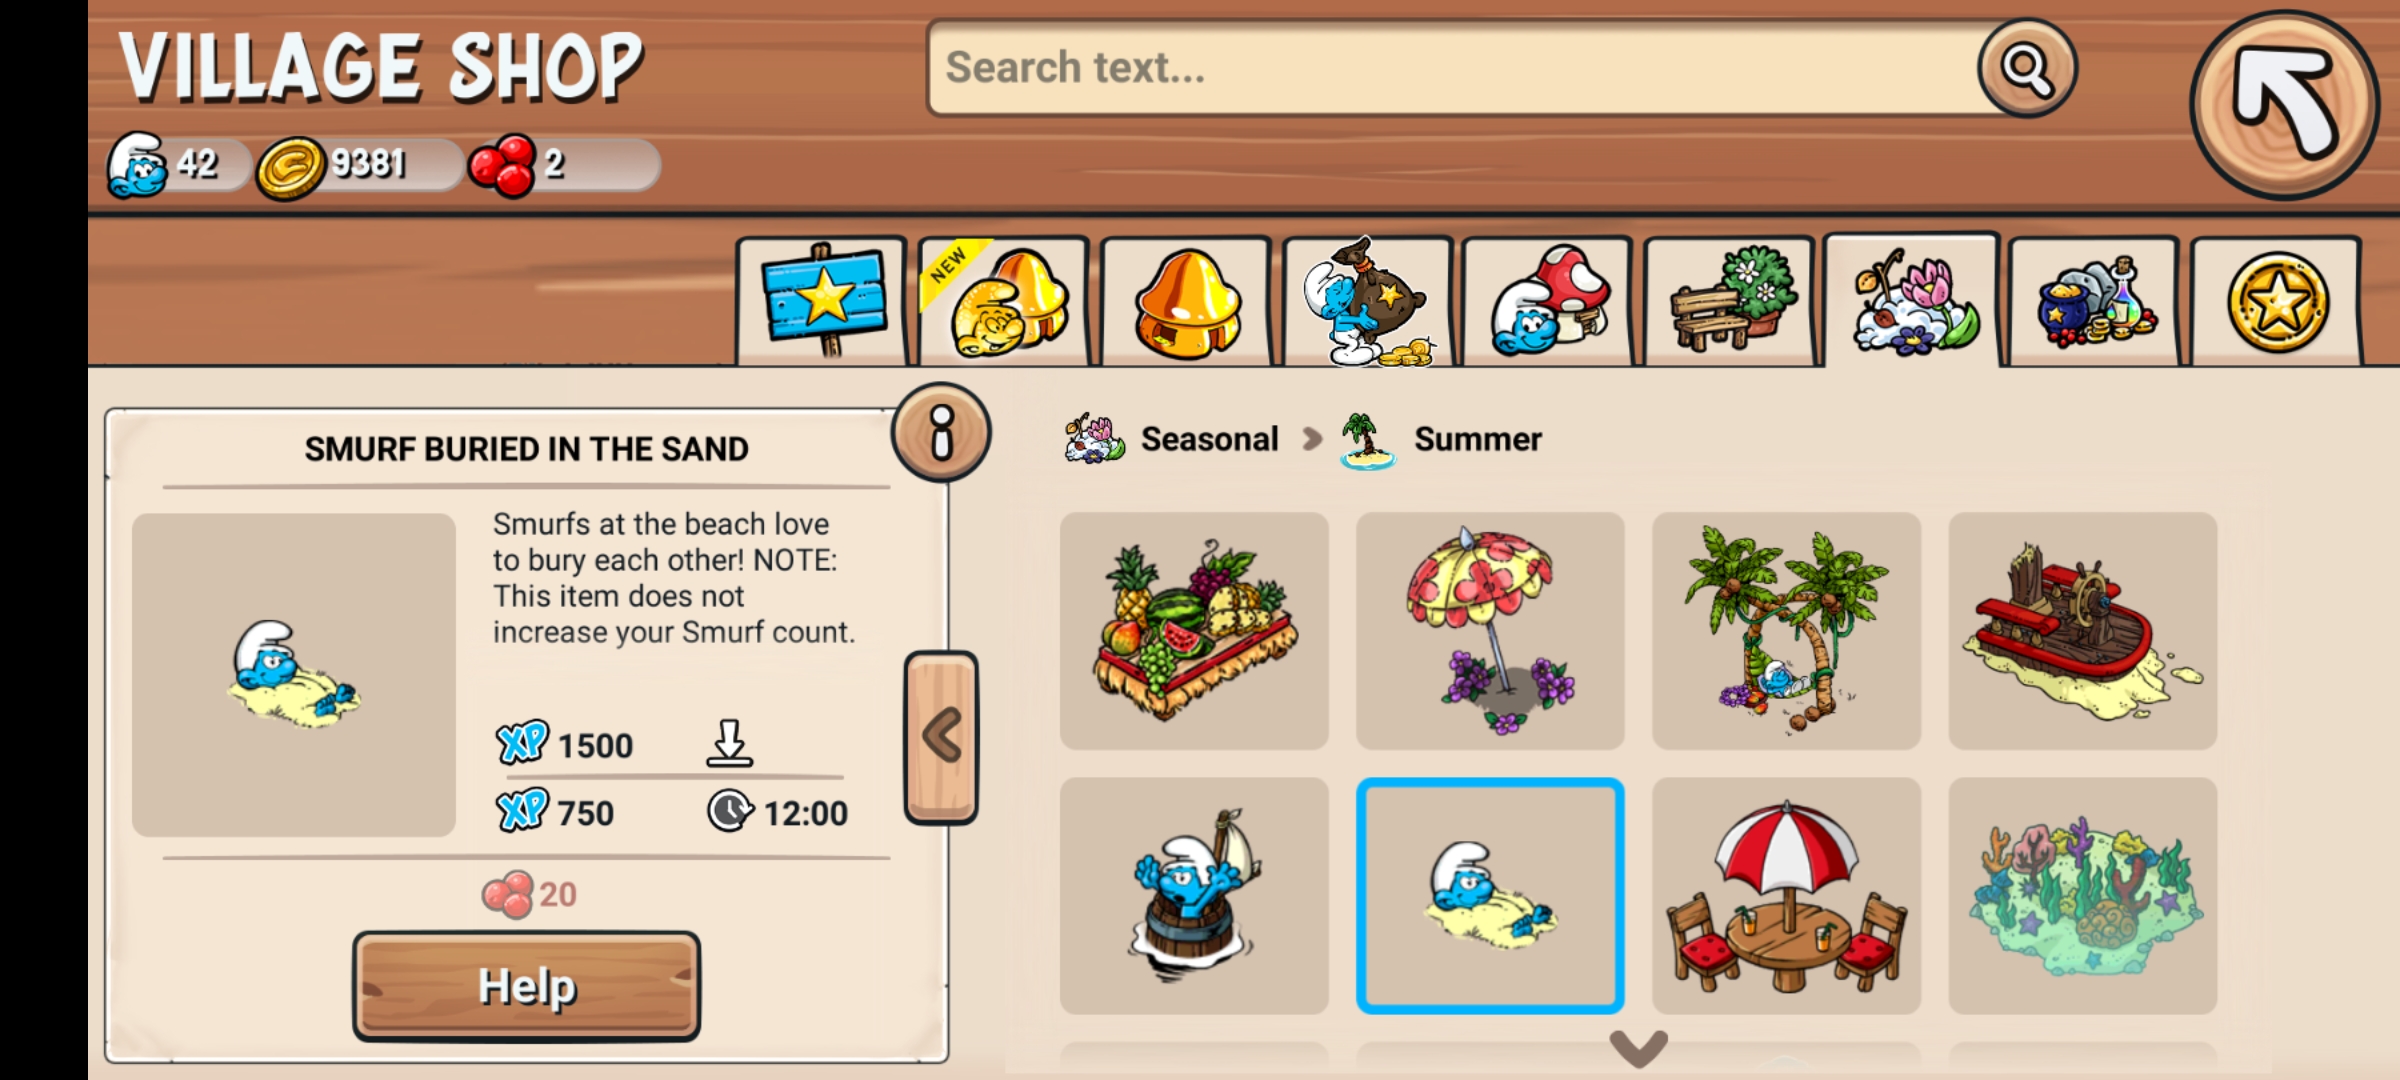 VILLAGE SHOP
Search text...
42
9381
2
NEW
SMURF BURIED IN THE SAND
Smurfs at the beach love
to bury each other! NOTE:
This item does not
increase your Smurf count.
XP 1500
XP 750
12:00
20
Help
Seasonal
Summer